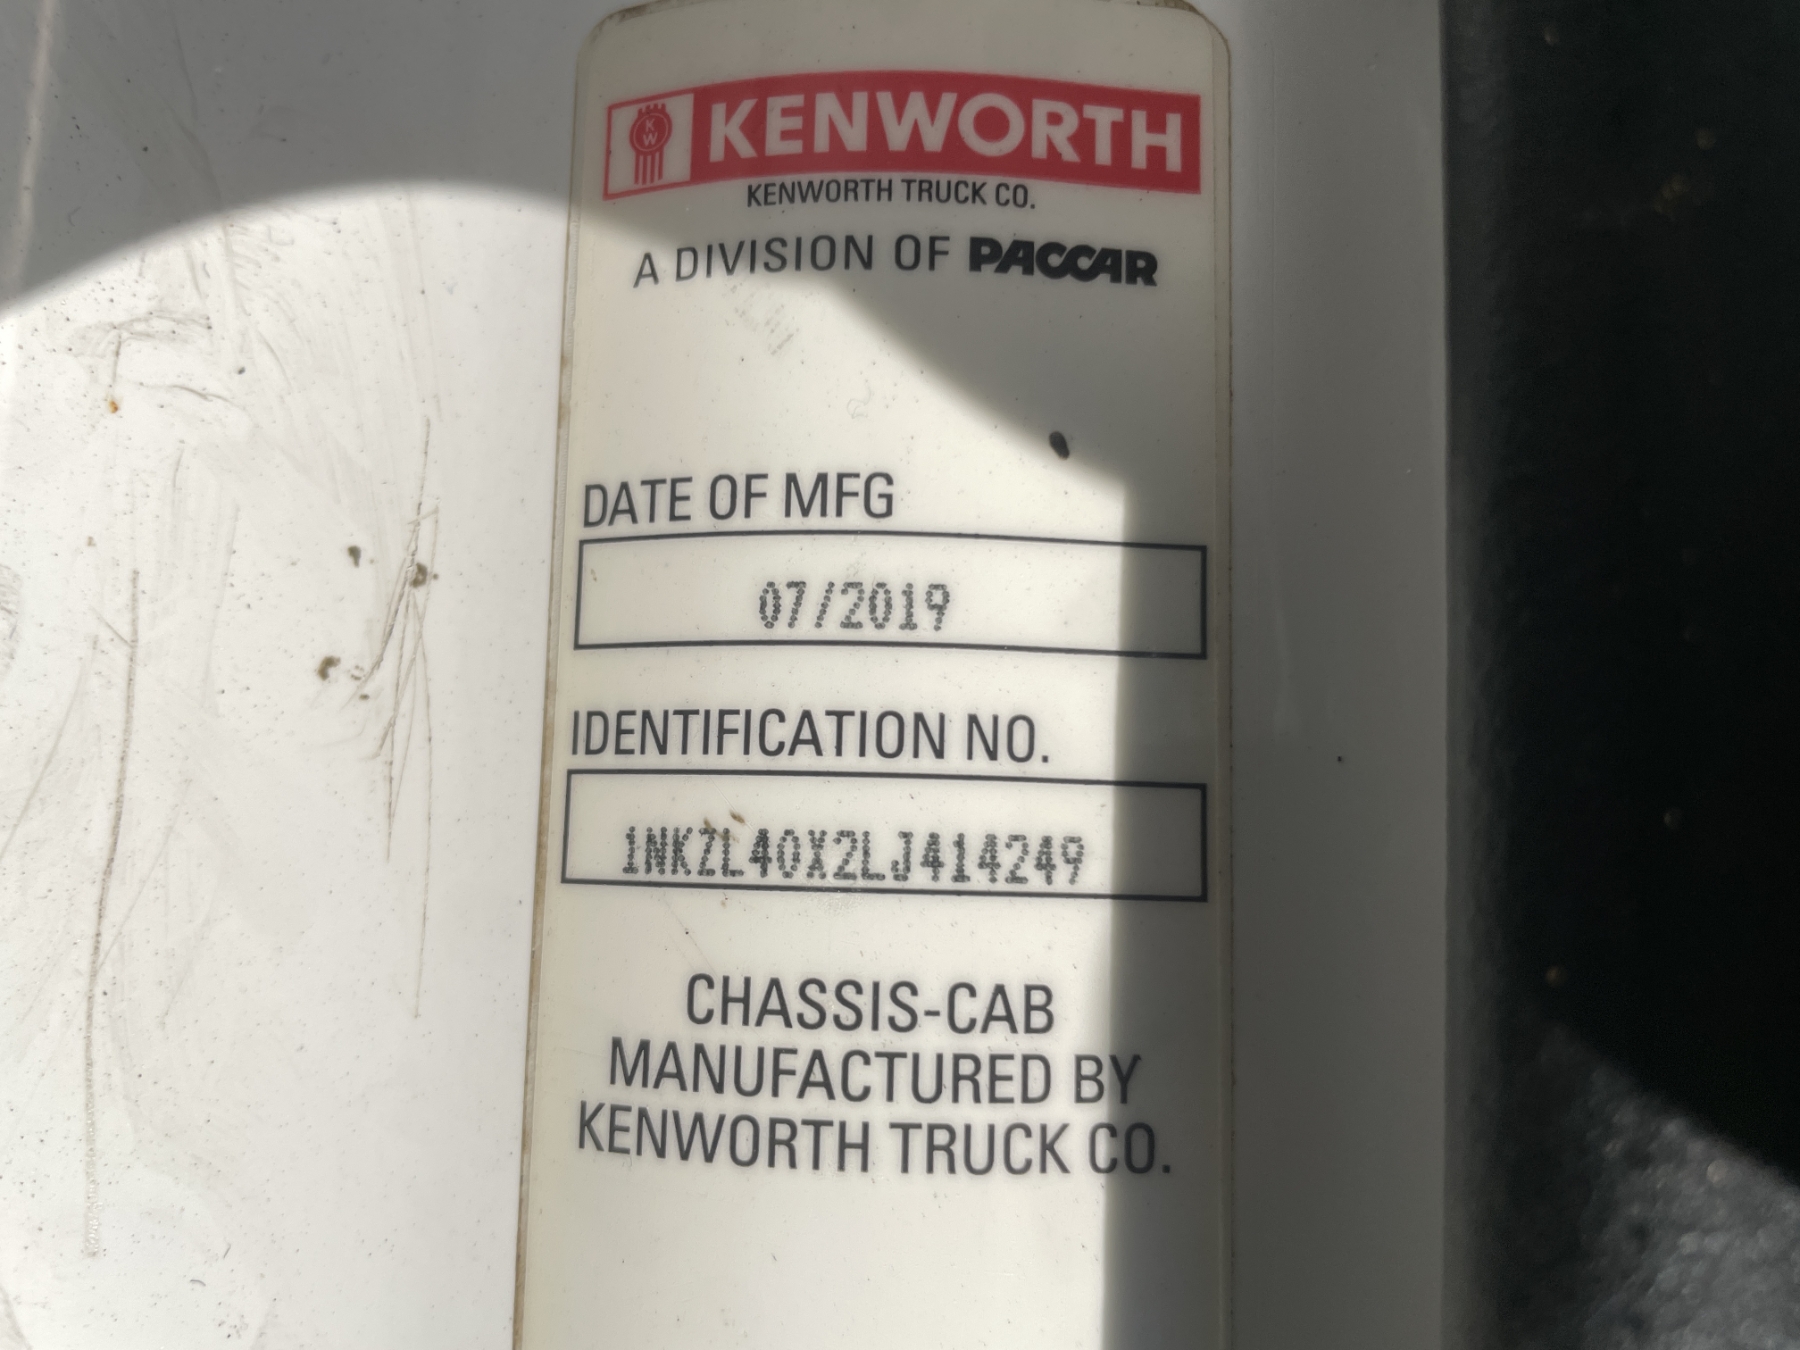 KW
KENWORTH
KENWORTH TRUCK CO.
A DIVISION OF PACCAR
DATE OF MFG
07/2019
IDENTIFICATION NO.
1NKZL40X2LJ414249
CHASSIS-CAB
MANUFACTURED BY
KENWORTH TRUCK CO.